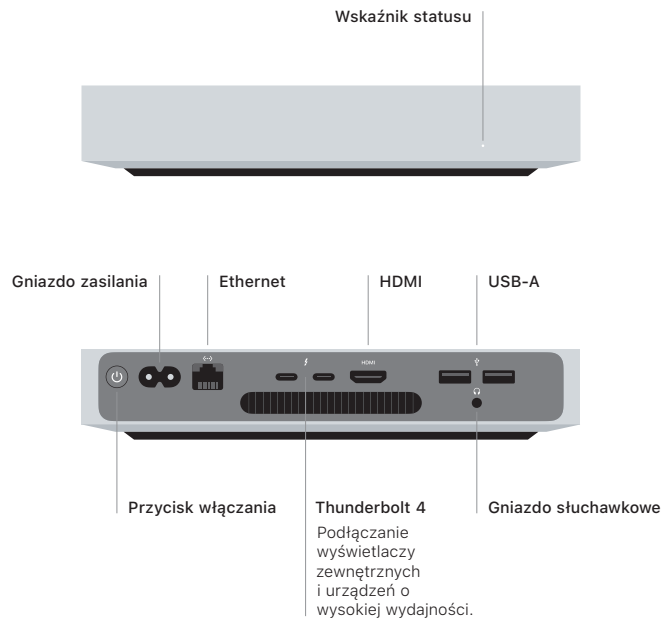 Wskaźnik statusu
Gniazdo zasilania
Ethernet
HDMI
USB-A
HDMI
Przycisk włączania
Thunderbolt 4
Podłączanie
wyświetlaczy
zewnętrznych
i urządzeń o
wysokiej wydajności.
Gniazdo słuchawkowe